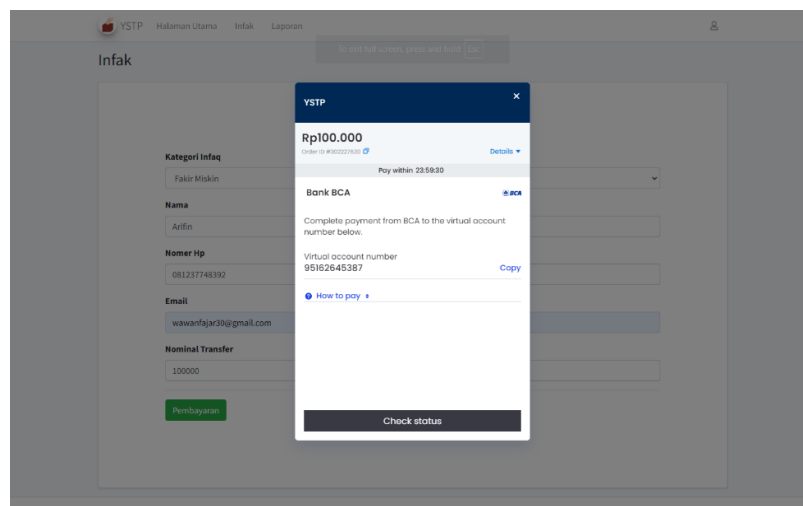 YSTP Halaman Utama Infak Laporan
To exit full screen, press and hold Esc
Infak
YSTP
Rp100.000
Details
Pay within 23:59:30
Bank BCA
BCA
Complete payment from BCA to the virtual account
number below.
Virtual account number
95162645387 Copy
How to pay
Check status
Kategori Infaq
Fakir Miskin
Nama
Arifin
Nomer Hp
081237748392
Email
wawanfajar30@gmail.com
Nominal Transfer
100000
Pembayaran